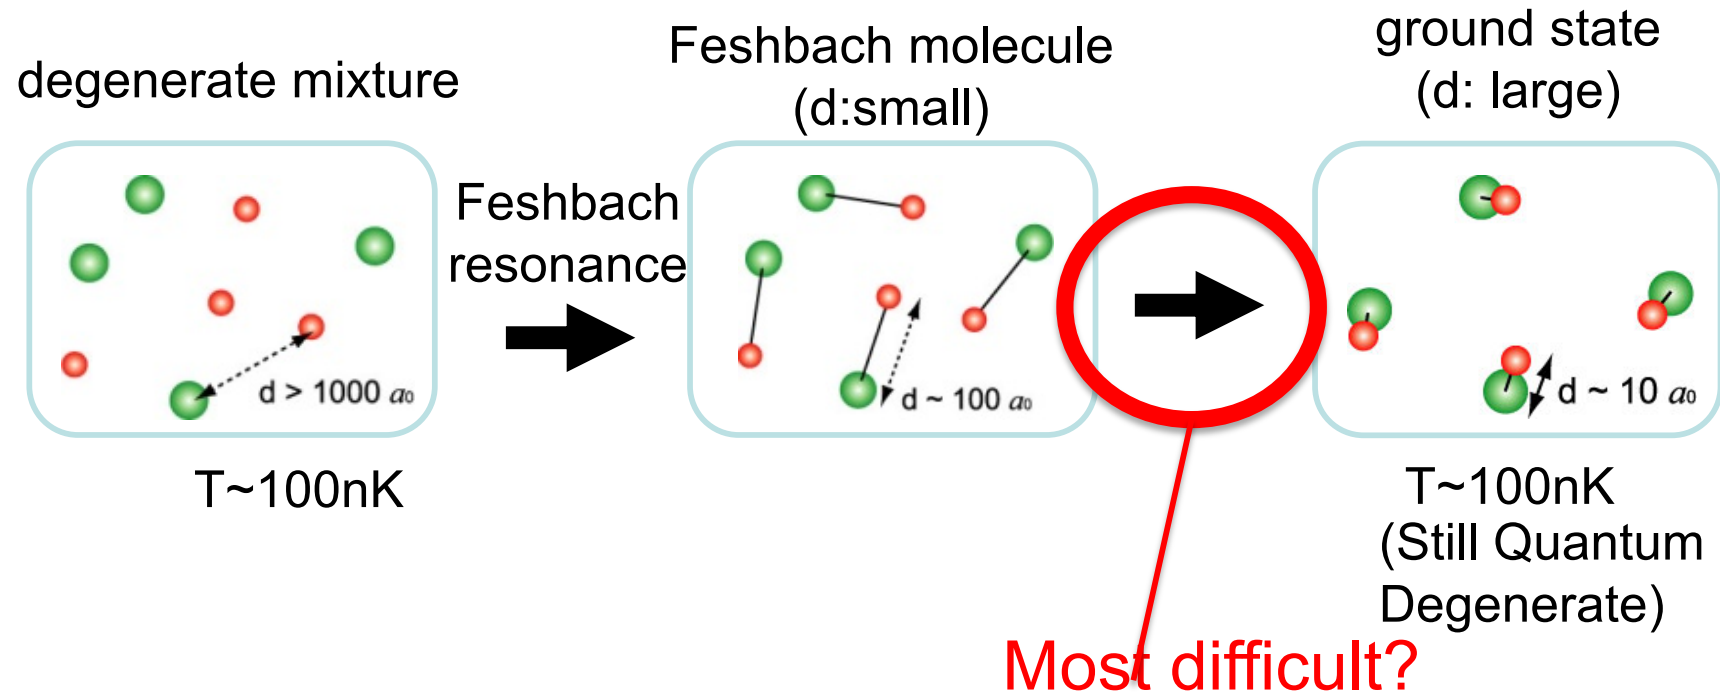 degenerate mixture
Feshbach molecule
(d:small)
ground state
(d: large)
Feshbach
resonance
d > 1000 a₀
d ~ 100 a₀
d ~ 10 a₀
T~100nK
T~100nK
(Still Quantum
Degenerate)
Most difficult?